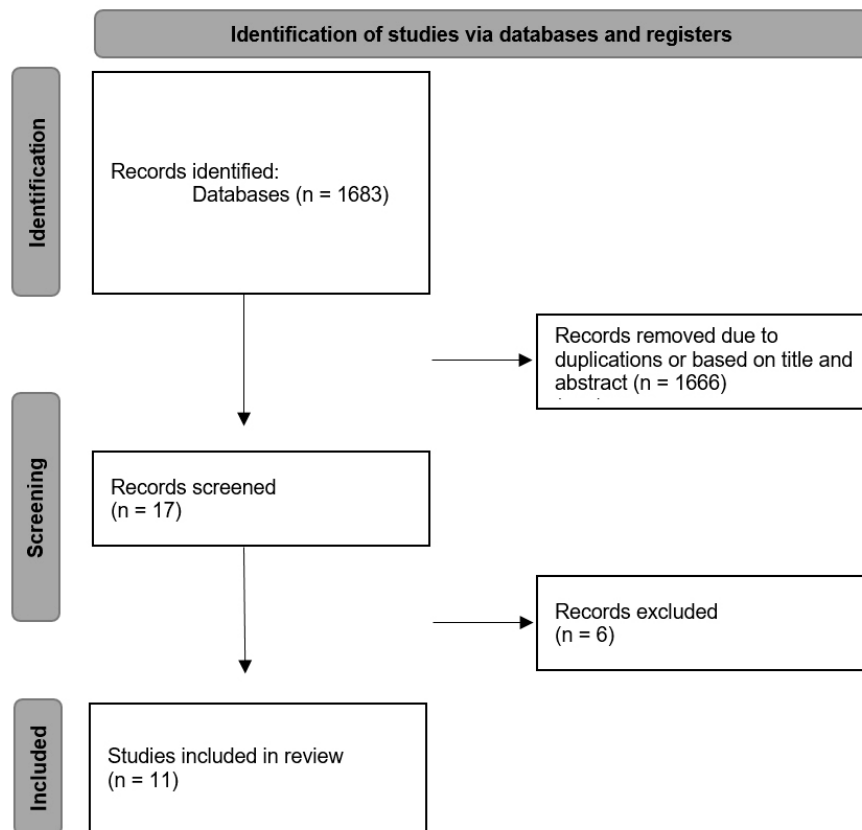 Identification of studies via databases and registers
Identification
Records identified:
Databases (n = 1683)
Records removed due to
duplications or based on title and
abstract (n = 1666)
Screening
Records screened
(n = 17)
Records excluded
(n = 6)
Included
Studies included in review
(n = 11)